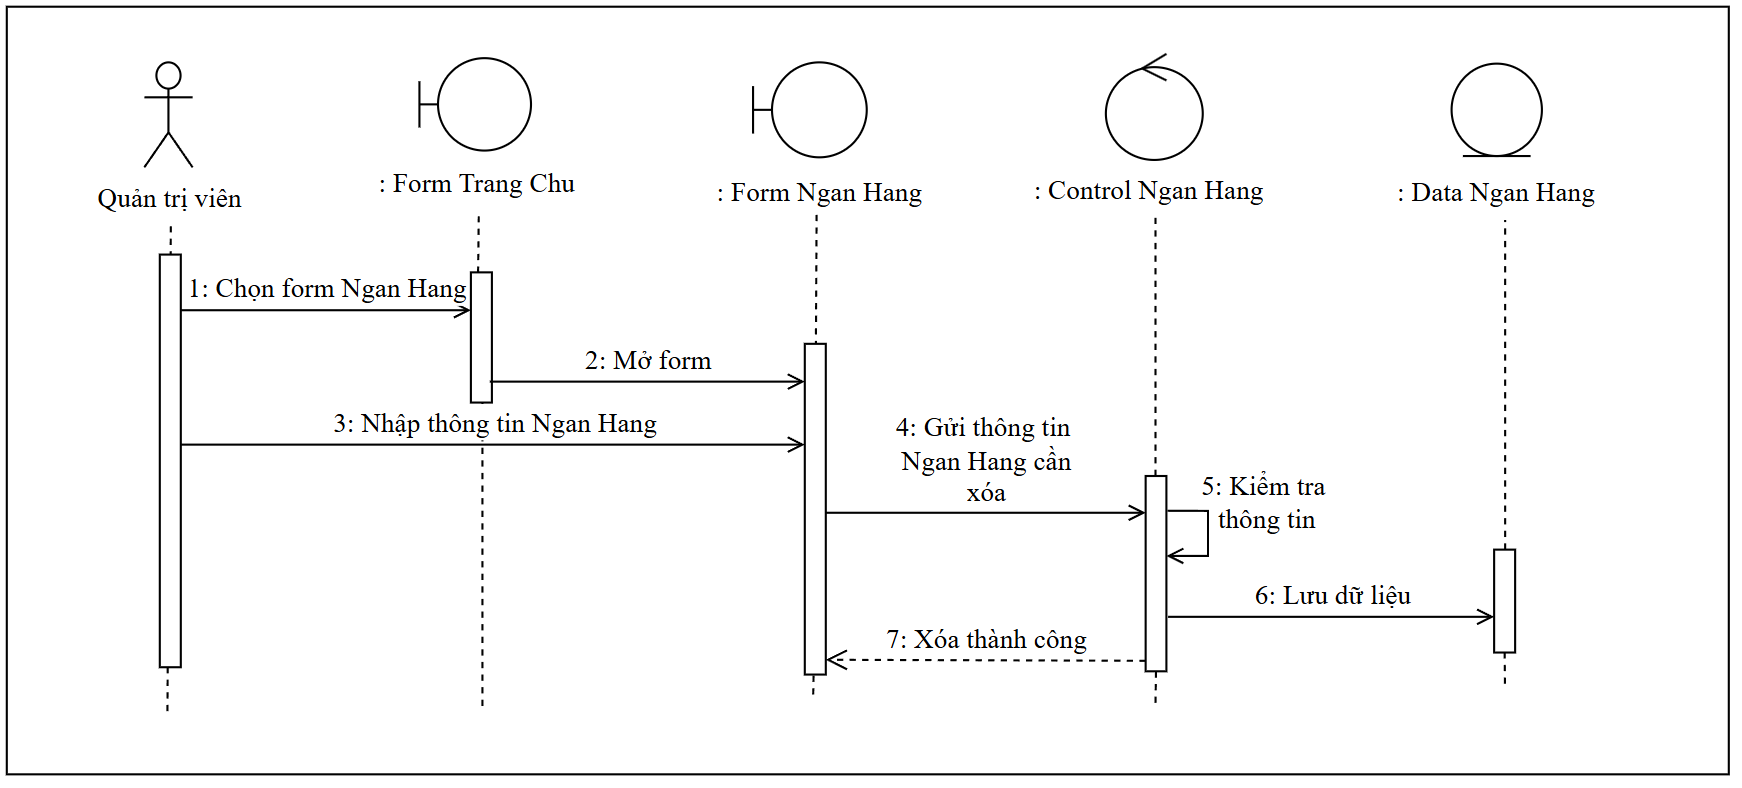 Quản trị viên
: Form Trang Chu
: Form Ngan Hang
: Control Ngan Hang
: Data Ngan Hang
1: Chọn form Ngan Hang
2: Mở form
3: Nhập thông tin Ngan Hang
4: Gửi thông tin
Ngan Hang cần
xóa
5: Kiểm tra
thông tin
6: Lưu dữ liệu
7: Xóa thành công